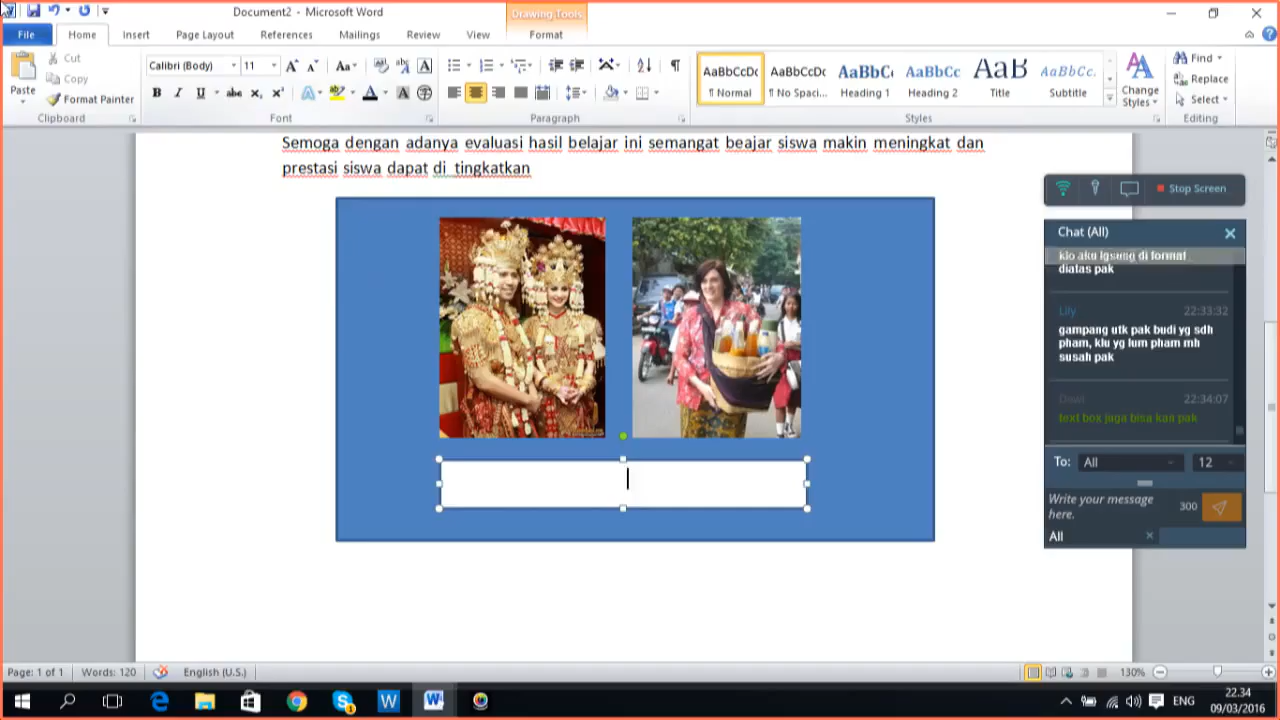 Document2 - Microsoft Word
Drawing Tools
File
Home
Insert
Page Layout
References
Mailings
Review
View
Format
Paste
Cut
Copy
Format Painter
Clipboard
Calibri (Body)
11
Font
Paragraph
AaBbCcDc
¶ Normal
AaBbCcDc
¶ No Spaci...
AaBbC
Heading 1
AaBbCc
Heading 2
AaB
Title
AaBbCc.
Subtitle
Change
Styles
Styles
Find
Replace
Select
Editing
Semoga dengan adanya evaluasi hasil belajar ini semangat beajar siswa makin meningkat dan
prestasi siswa dapat di tingkatkan
Stop Screen
Chat (All)
klo aku lgsung di format
diatas pak
Lily
22:33:32
gampang utk pak budi yg sdh
pham, klu yg lum pham mh
susah pak
Dewi
22:34:07
text box jaga bisa kan pak
To:
All
12
Write your message
here.
300
All
Page: 1 of 1
Words: 120
English (U.S.)
130%
ENG
22.34
09/03/2016